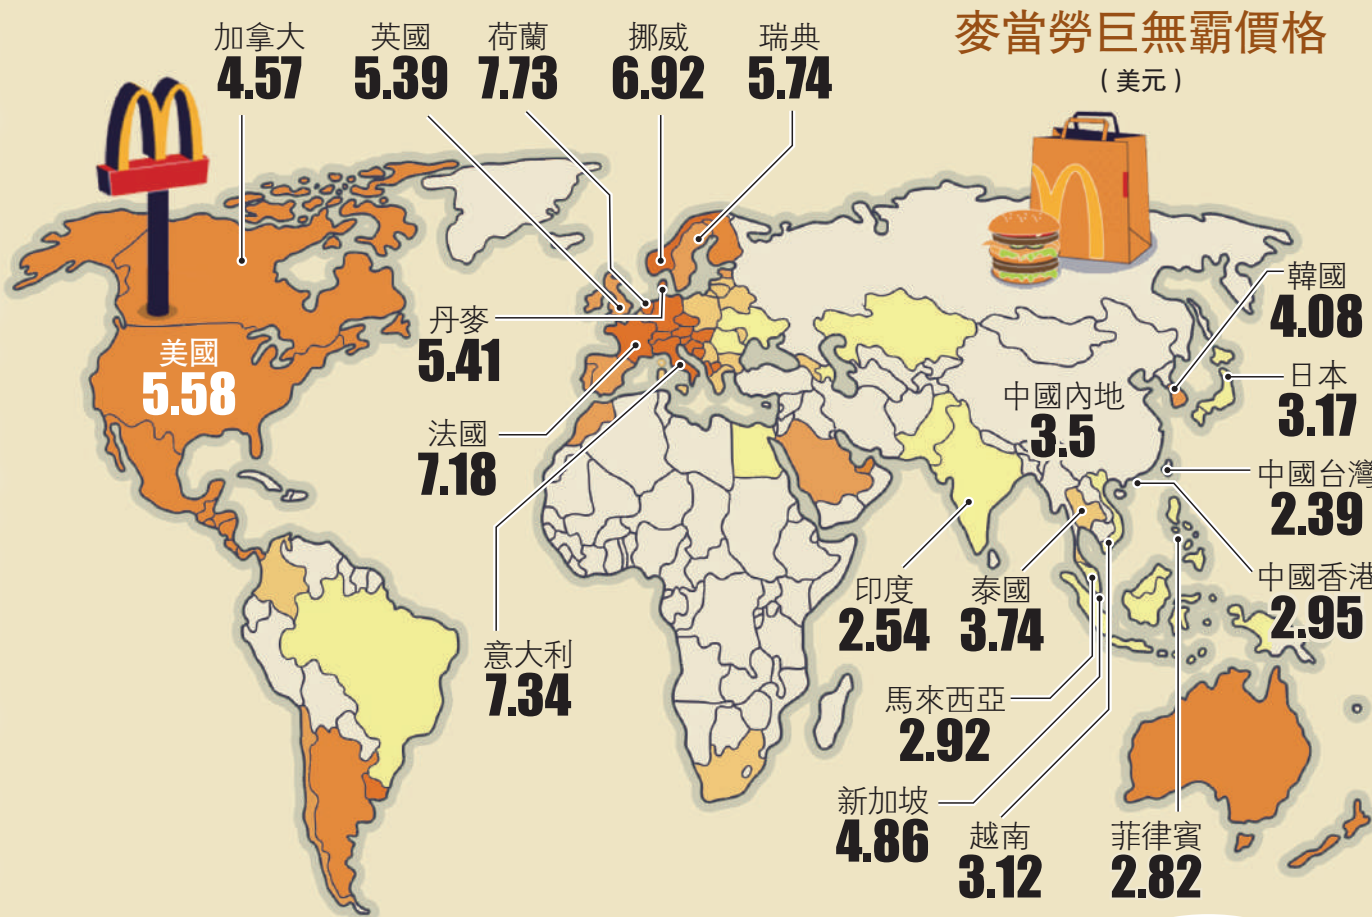 麥當勞巨無霸價格
（美元）
加拿大
4.57
英國
5.39
荷蘭
7.73
挪威
6.92
瑞典
5.74
美國
5.58
丹麥
5.41
法國
7.18
意大利
7.34
韓國
4.08
日本
3.17
中國內地
3.5
中國台灣
2.39
中國香港
2.95
印度
2.54
泰國
3.74
馬來西亞
2.92
新加坡
4.86
越南
3.12
菲律賓
2.82